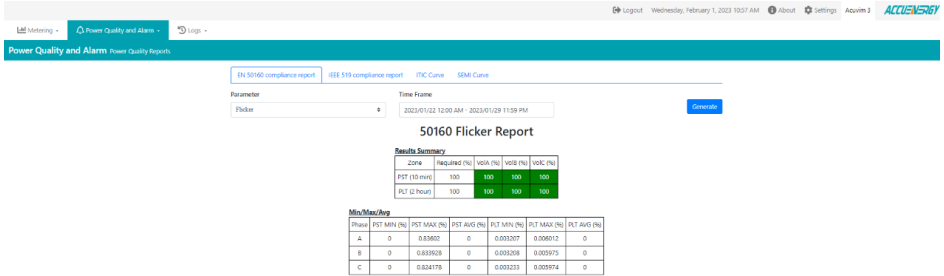 Logout Wednesday, February 1, 2023 10:57 AM About Settings Acuvim 3 ACCUENERGY
Metering Power Quality and Alarm Logs
Power Quality and Alarm Power Quality Reports
EN 50160 compliance report IEEE 519 compliance report ITIC Curve SEMI Curve
Parameter Time Frame
Flicker 2023/01/22 12:00 AM - 2023/01/29 11:59 PM Generate
50160 Flicker Report
Results Summary
Zone Required (%) VolA (%) VolB (%) VolC (%)
PST (10 min) 100 100 100 100
PLT (2 hour) 100 100 100 100
Min/Max/Avg
Phase PST MIN (%) PST MAX (%) PST AVG (%) PLT MIN (%) PLT MAX (%) PLT AVG (%)
A 0 0.83602 0 0.003207 0.006012 0
B 0 0.833928 0 0.003208 0.005975 0
C 0 0.824178 0 0.003233 0.005974 0